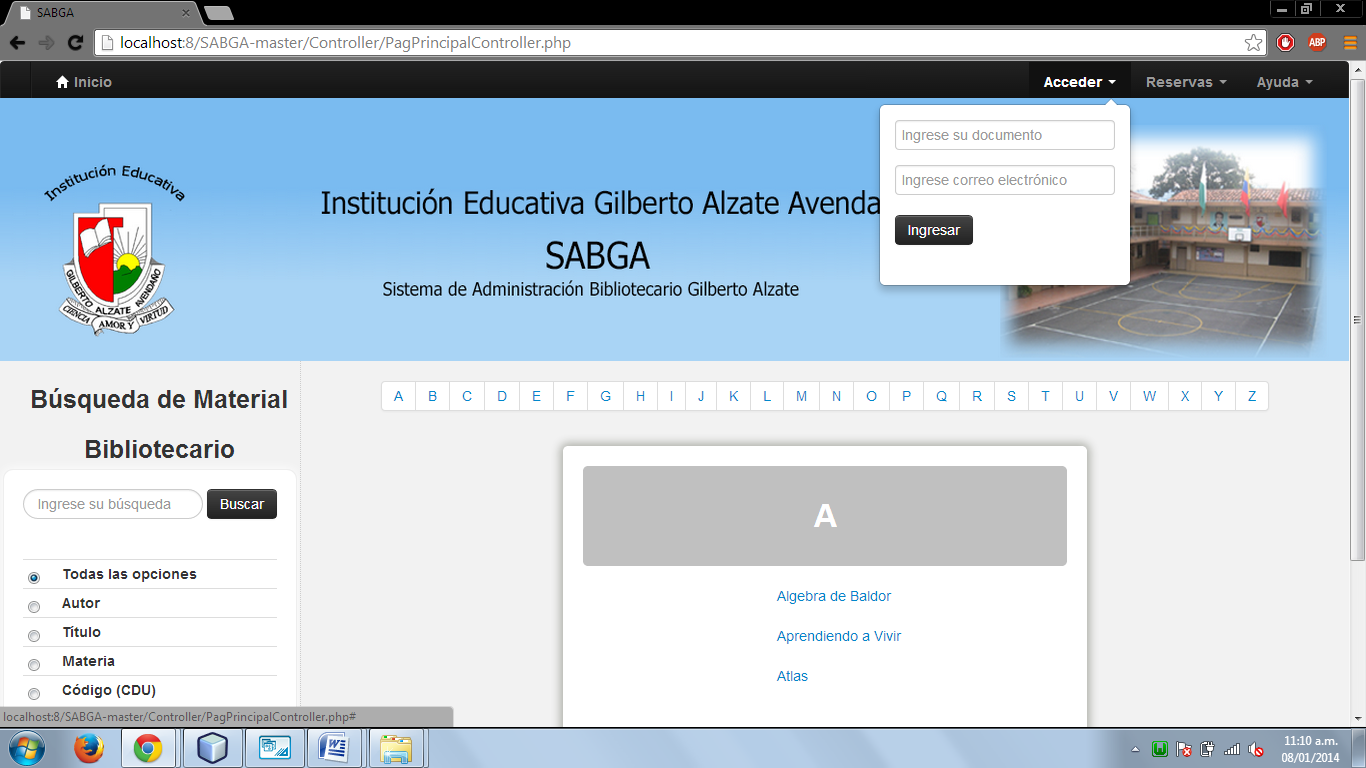 SABGA
localhost:8/SABGA-master/Controller/PagPrincipalController.php
ABP
Inicio
Acceder
Reservas
Ayuda
Ingrese su documento
Ingrese correo electrónico
Ingresar
Institución Educativa
GILBERTO ALZATE AVENDAÑO
CIENCIA AMOR Y VIRTUD
Institución Educativa Gilberto Alzate Avenda
SABGA
Sistema de Administración Bibliotecario Gilberto Alzate
Búsqueda de Material
Bibliotecario
Ingrese su búsqueda
Buscar
Todas las opciones
Autor
Título
Materia
Código (CDU)
A B C D E F G H I J K L M N O P Q R S T U V W X Y Z
A
Algebra de Baldor
Aprendiendo a Vivir
Atlas
localhost:8/SABGA-master/Controller/PagPrincipalController.php#
11:10 a.m.
08/01/2014